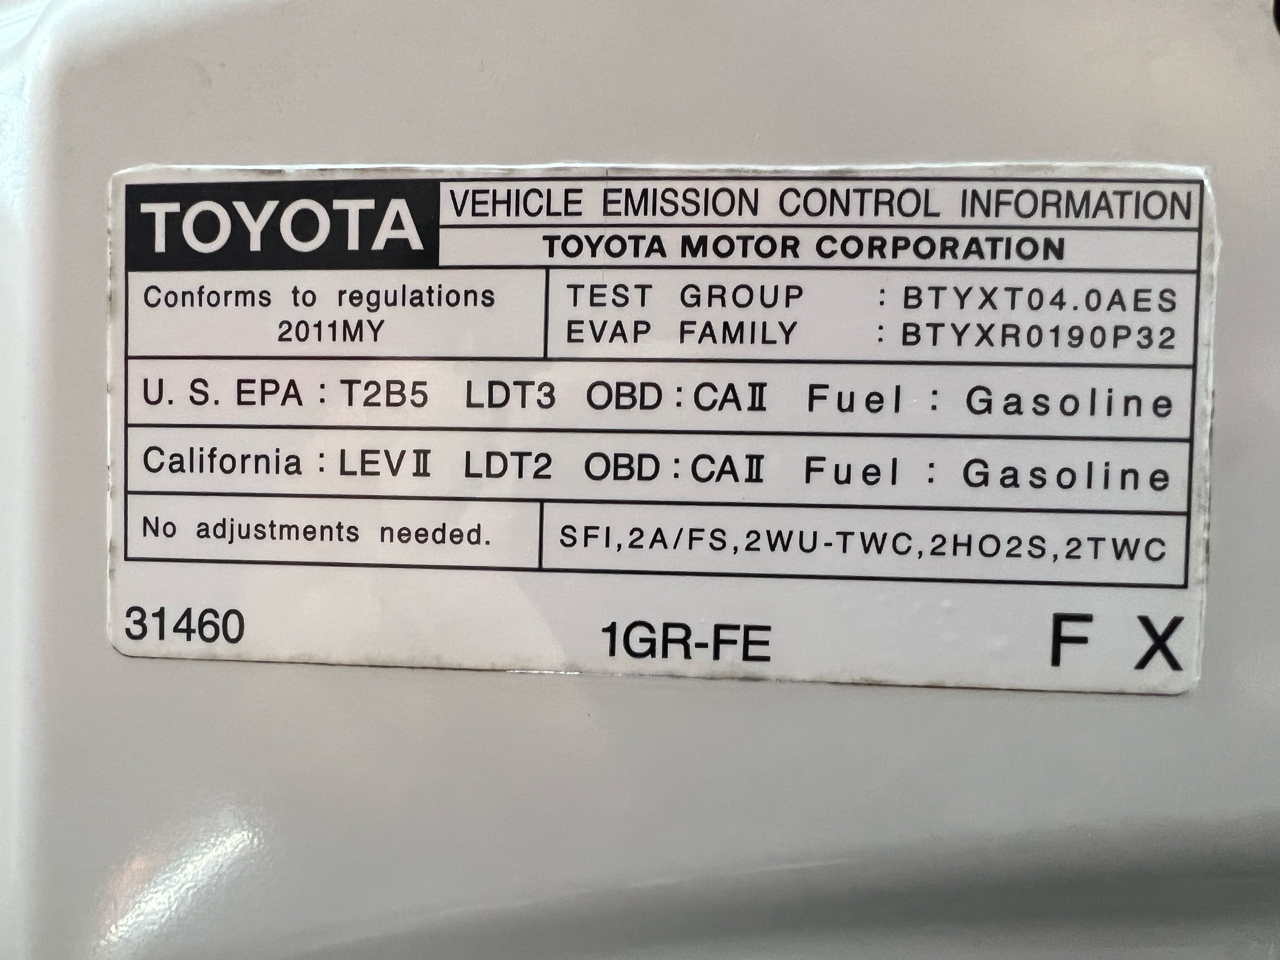 TOYOTA
VEHICLE EMISSION CONTROL INFORMATION
TOYOTA MOTOR CORPORATION
Conforms to regulations
2011MY
TEST GROUP : BTYXT04.0AES
EVAP FAMILY : BTYXR0190P32
U. S. EPA : T2B5 LDT3 OBD : CAⅡ Fuel : Gasoline
California : LEVⅡ LDT2 OBD : CAⅡ Fuel : Gasoline
No adjustments needed.
SFI,2A/FS,2WU-TWC,2HO2S,2TWC
31460 1GR-FE F X